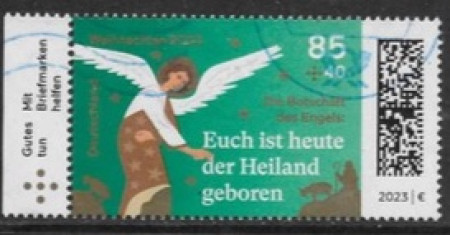 Gutes tun
Mit Briefmarken helfen
Deutschland
Weihnachten 2023
85
+40
Die Botschaft
des Engels:
Euch ist heute
der Heiland
geboren
2023 | €